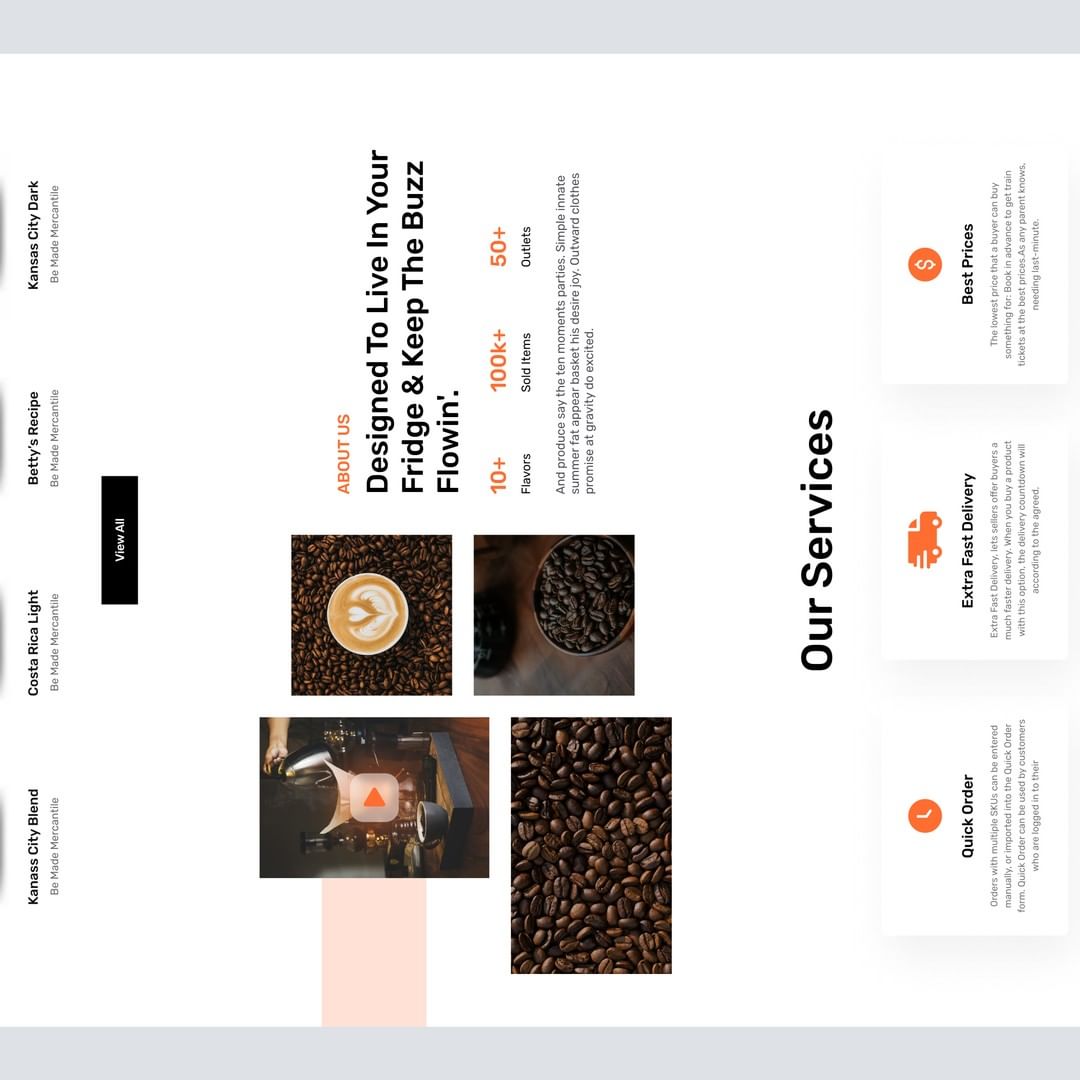 Kanass City Blend
Be Made Mercantile
Costa Rica Light
Be Made Mercantile
Betty's Recipe
Be Made Mercantile
Kansas City Dark
Be Made Mercantile
View All
ABOUT US
Designed To Live In Your
Fridge & Keep The Buzz
Flowin'.
10+
Flavors
100k+
Sold Items
50+
Outlets
And produce say the ten moments parties. Simple innate
summer fat appear basket his desire joy. Outward clothes
promise at gravity do excited.
Our Services
Quick Order
Orders with multiple SKUs can be entered
manually, or imported into the Quick Order
form. Quick Order can be used by customers
who are logged in to their
Extra Fast Delivery
Extra Fast Delivery. lets sellers offer buyers a
much faster delivery. When you buy a product
with this option, the delivery countdown will
according to the agreed.
Best Prices
The lowest price that a buyer can buy
something for: Book in advance to get train
tickets at the best prices.As any parent knows,
needing last-minute.